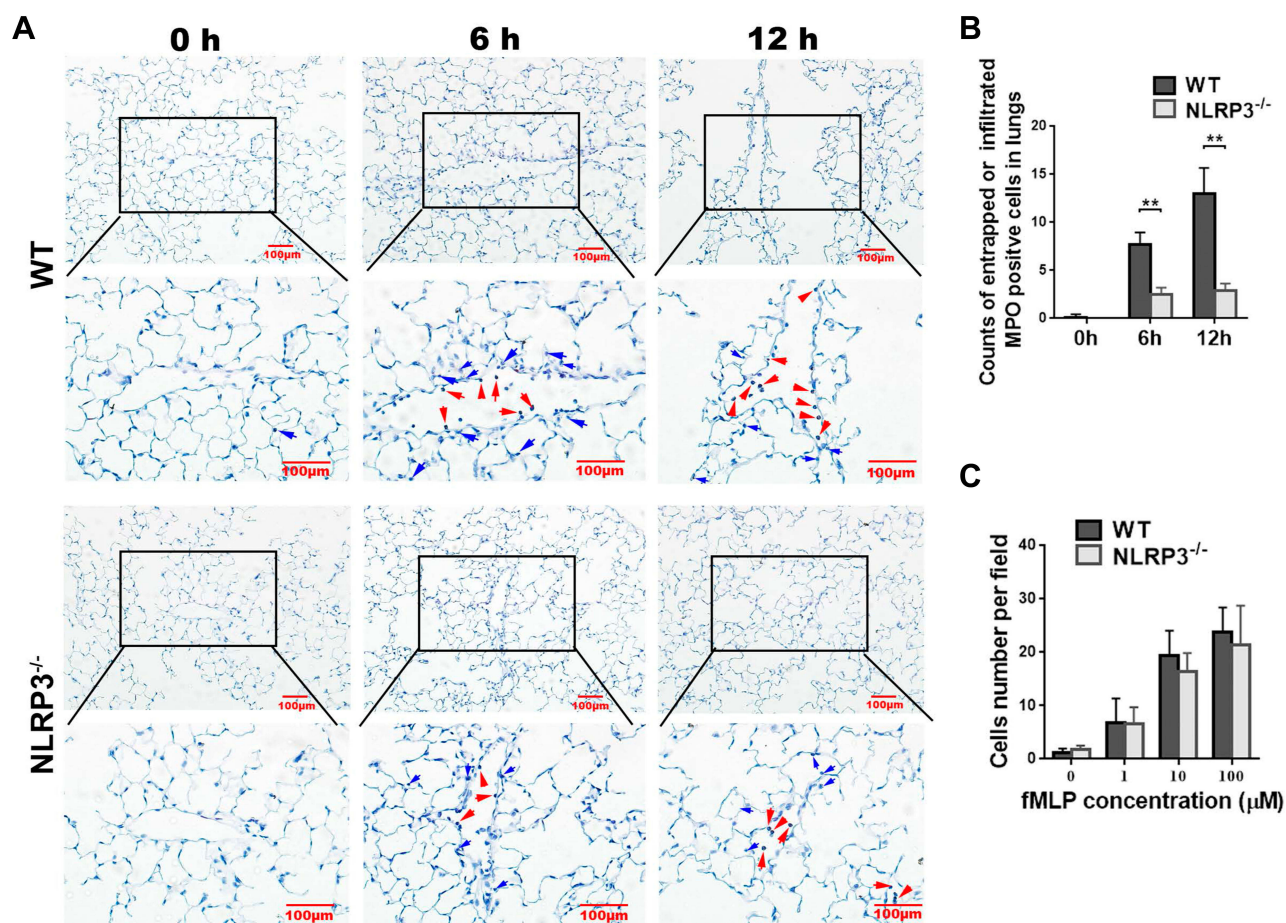 A
0 h
6 h
12 h
WT
100µm
100µm
100µm
100µm
100µm
100µm
NLRP3-/-
100µm
100µm
100µm
100µm
100µm
100µm
B
WT
NLRP3-/-
Counts of entrapped or infiltrated
MPO positive cells in lungs
20
15
10
5
0
**
**
0h
6h
12h
C
WT
NLRP3-/-
Cells number per field
40
30
20
10
0
0
1
10
100
fMLP concentration (µM)